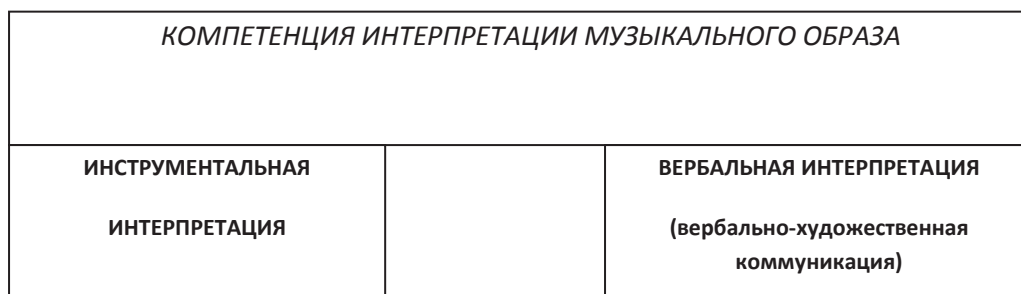 КОМПЕТЕНЦИЯ ИНТЕРПРЕТАЦИИ МУЗЫКАЛЬНОГО ОБРАЗА
ИНСТРУМЕНТАЛЬНАЯ
ИНТЕРПРЕТАЦИЯ
ВЕРБАЛЬНАЯ ИНТЕРПРЕТАЦИЯ
(вербально-художественная
коммуникация)